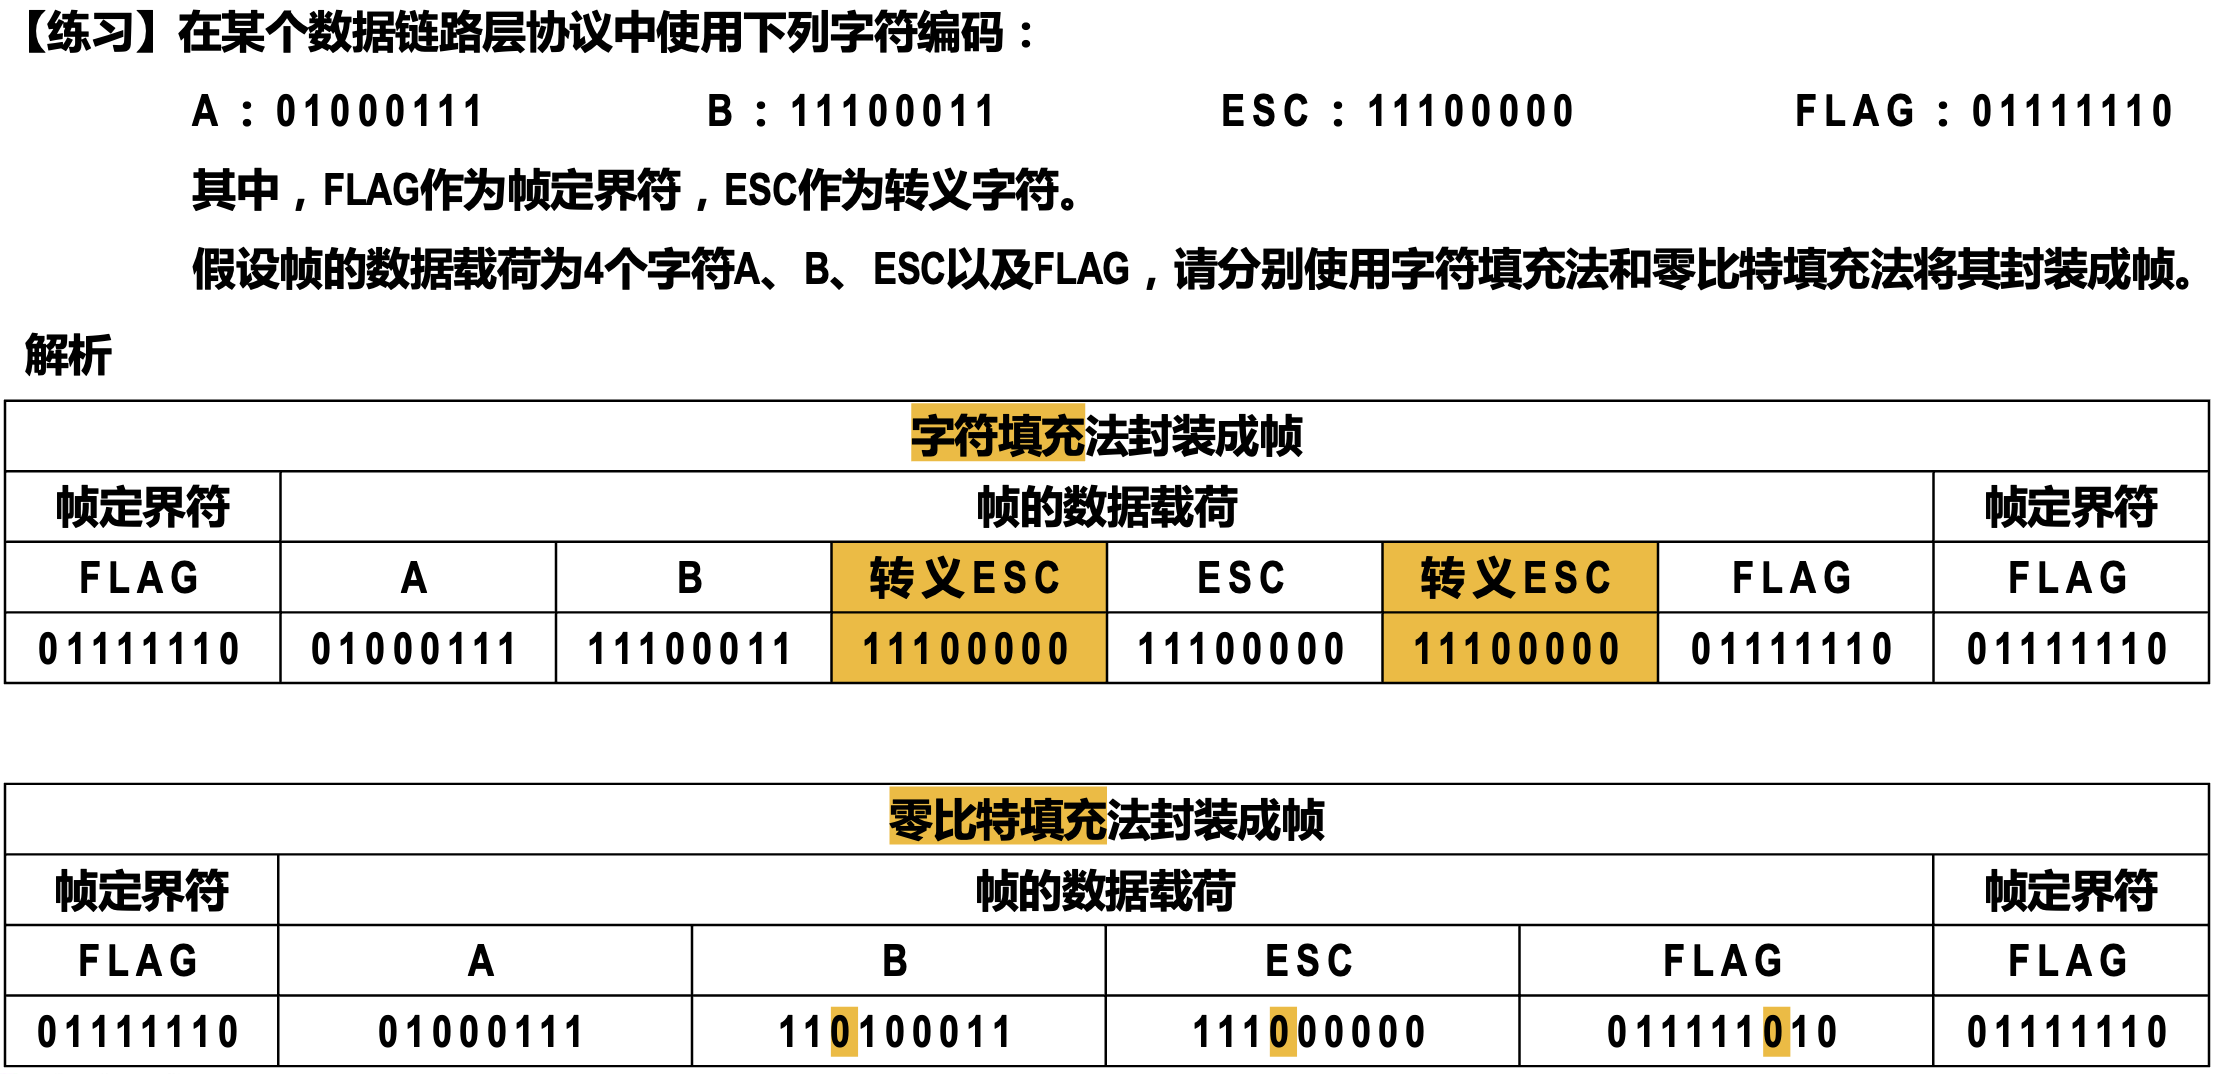 【练习】在某个数据链路层协议中使用下列字符编码：
A：01000111 B：11100011 ESC：11100000 FLAG：01111110
其中，FLAG作为帧定界符，ESC作为转义字符。
假设帧的数据载荷为4个字符A、B、ESC以及FLAG，请分别使用字符填充法和零比特填充法将其封装成帧。
解析
字符填充法封装成帧
帧定界符 帧的数据载荷 帧定界符
FLAG A B 转义ESC ESC 转义ESC FLAG FLAG
01111110 01000111 11100011 11100000 11100000 11100000 01111110 01111110
零比特填充法封装成帧
帧定界符 帧的数据载荷 帧定界符
FLAG A B ESC FLAG FLAG
01111110 01000111 110100011 111000000 011111010 01111110